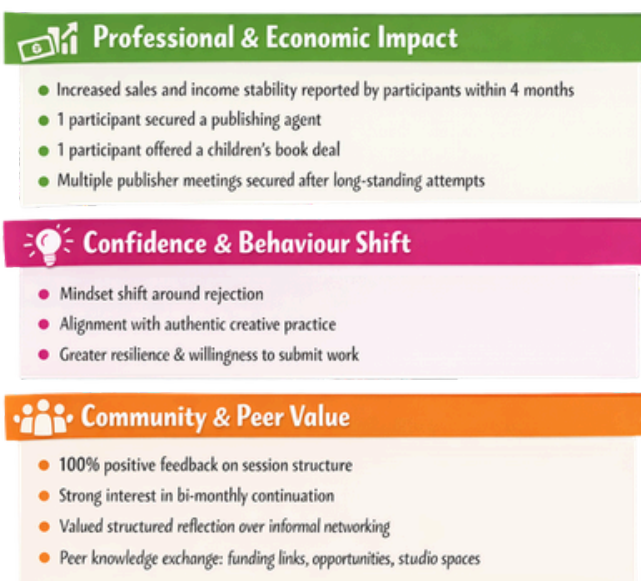 Professional & Economic Impact
Increased sales and income stability reported by participants within 4 months
1 participant secured a publishing agent
1 participant offered a children's book deal
Multiple publisher meetings secured after long-standing attempts
Confidence & Behaviour Shift
Mindset shift around rejection
Alignment with authentic creative practice
Greater resilience & willingness to submit work
Community & Peer Value
100% positive feedback on session structure
Strong interest in bi-monthly continuation
Valued structured reflection over informal networking
Peer knowledge exchange: funding links, opportunities, studio spaces